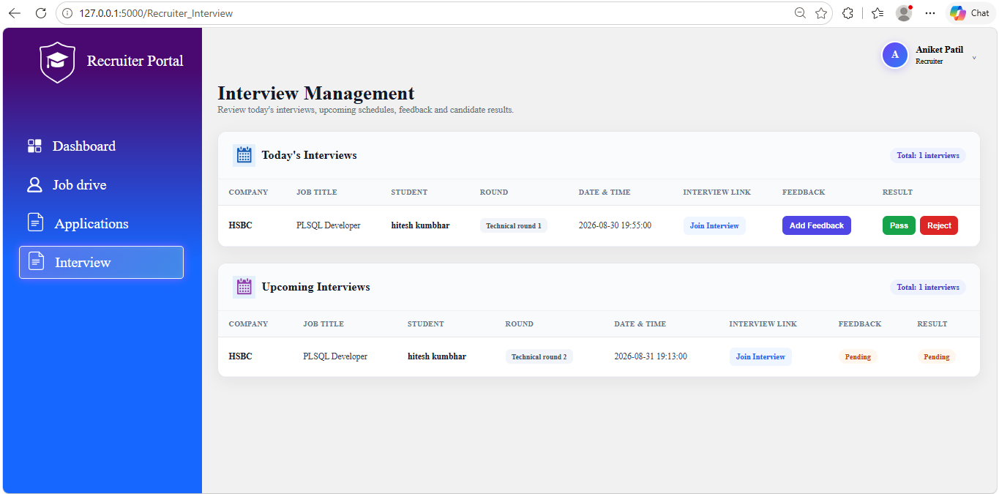 127.0.0.1:5000/Recruiter_Interview
Chat
Recruiter Portal
A
Aniket Patil
Recruiter
Dashboard
Job drive
Applications
Interview
Interview Management
Review today's interviews, upcoming schedules, feedback and candidate results.
Today's Interviews
Total: 1 interviews
COMPANY JOB TITLE STUDENT ROUND DATE & TIME INTERVIEW LINK FEEDBACK RESULT
HSBC PLSQL Developer hitesh kumbhar Technical round 1 2026-08-30 19:55:00 Join Interview Add Feedback Pass Reject
Upcoming Interviews
Total: 1 interviews
COMPANY JOB TITLE STUDENT ROUND DATE & TIME INTERVIEW LINK FEEDBACK RESULT
HSBC PLSQL Developer hitesh kumbhar Technical round 2 2026-08-31 19:13:00 Join Interview Pending Pending